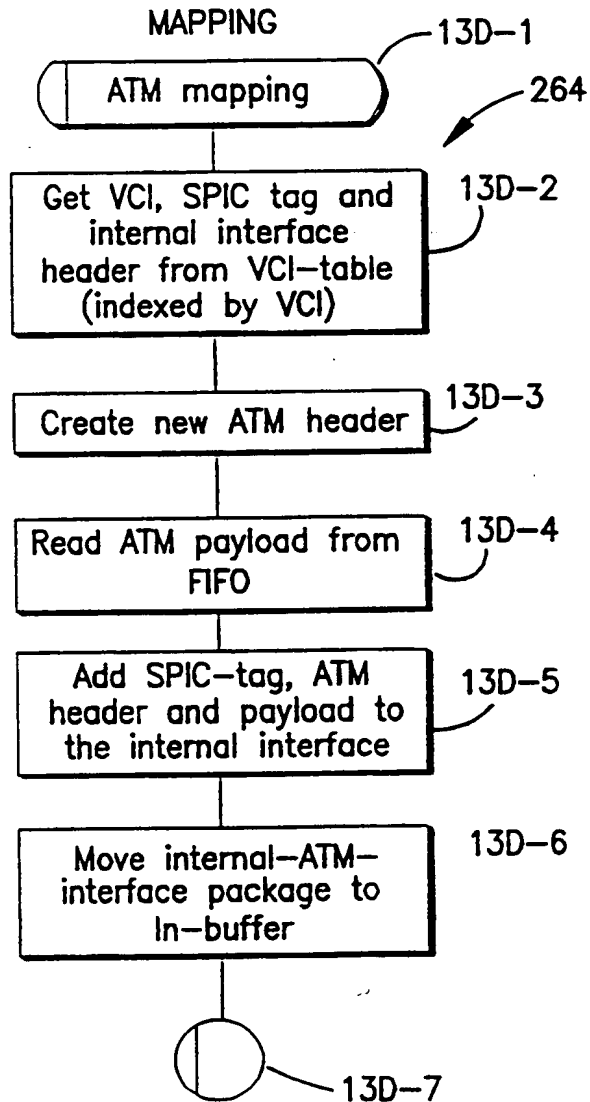 MAPPING
13D-1
ATM mapping
264
Get VCI, SPIC tag and
internal interface
header from VCI-table
(indexed by VCI)
13D-2
Create new ATM header
13D-3
Read ATM payload from
FIFO
13D-4
Add SPIC-tag, ATM
header and payload to
the internal interface
13D-5
Move internal-ATM-
interface package to
In-buffer
13D-6
13D-7